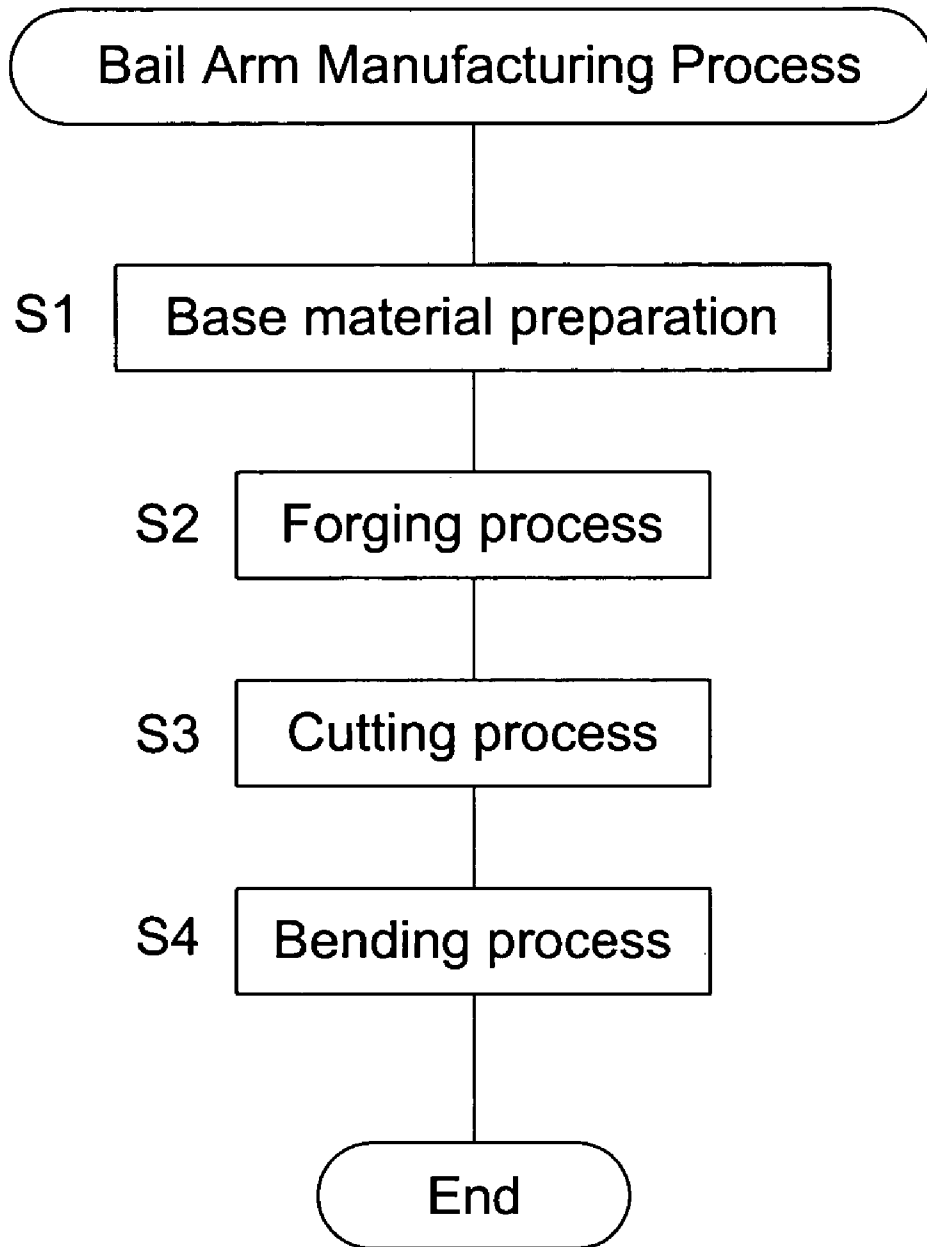 Bail Arm Manufacturing Process
S1 Base material preparation
S2 Forging process
S3 Cutting process
S4 Bending process
End